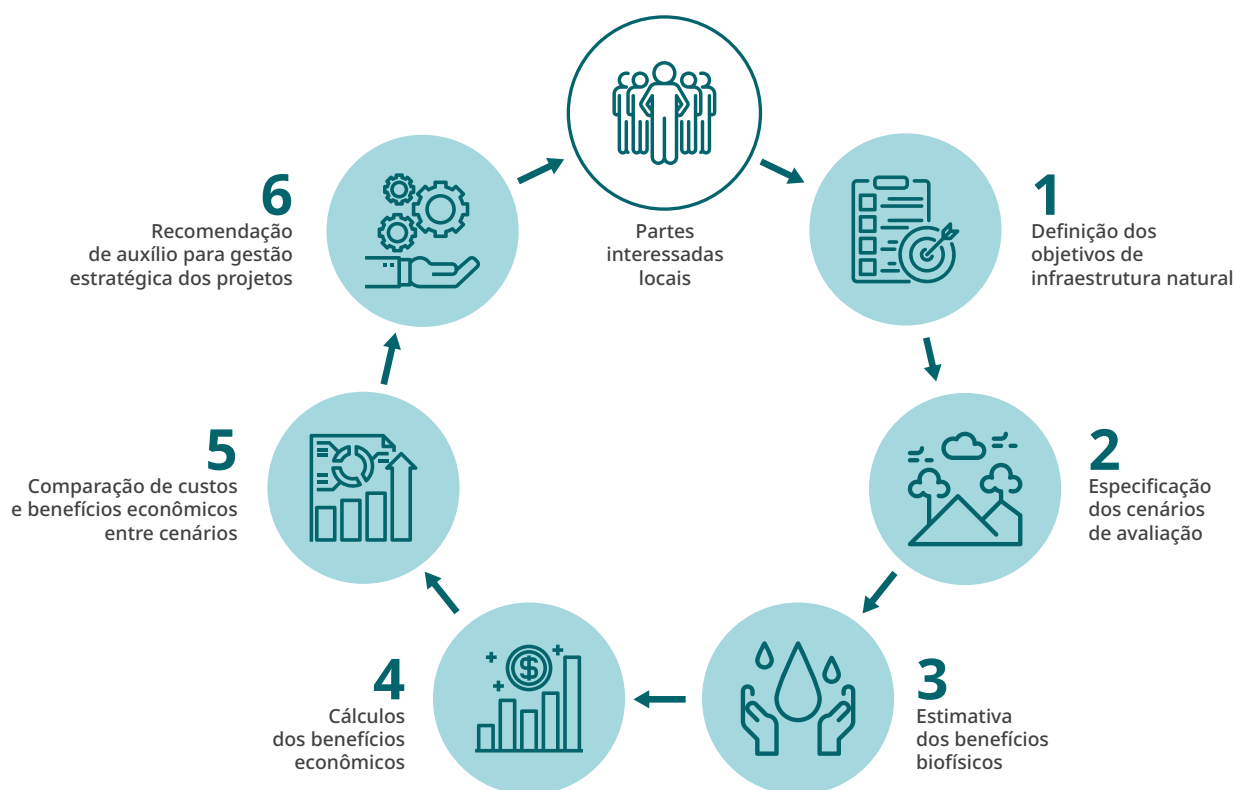 Partes
interessadas
locais
1
Definição dos
objetivos de
infraestrutura natural
2
Especificação
dos cenários
de avaliação
3
Estimativa
dos benefícios
biofísicos
4
Cálculos
dos benefícios
econômicos
5
Comparação de custos
e benefícios econômicos
entre cenários
6
Recomendação
de auxílio para gestão
estratégica dos projetos
$